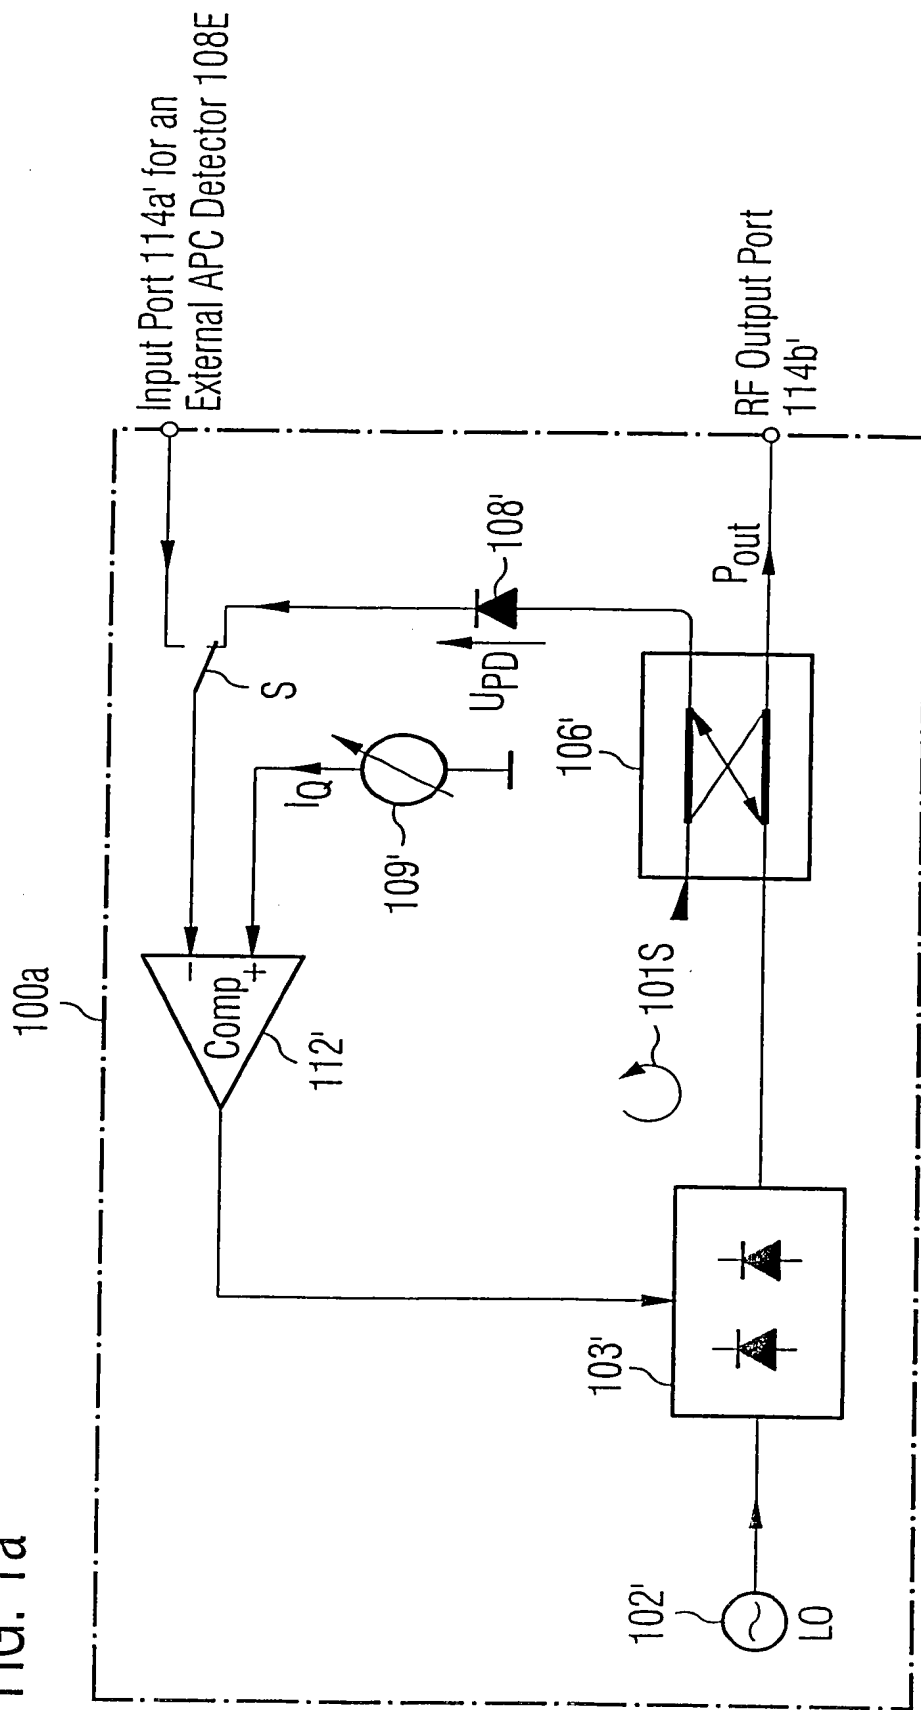 FIG. 1a
100a
Input Port 114a' for an
External APC Detector 108E
S
Comp
-
+
112'
IQ
109'
UPD
108'
106'
101S
Pout
RF Output Port
114b'
103'
102'
LO